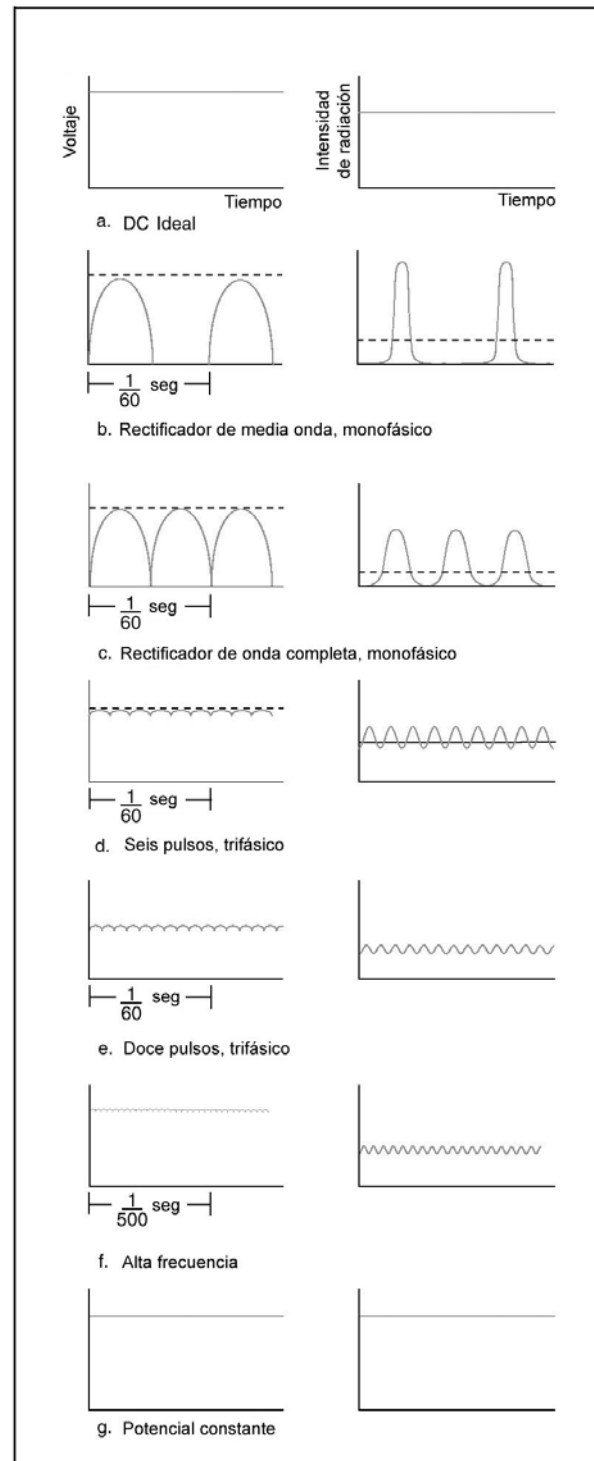 Voltaje
Tiempo
Intensidad
de radiación
Tiempo
a. DC Ideal
1/60 seg
b. Rectificador de media onda, monofásico
1/60 seg
c. Rectificador de onda completa, monofásico
1/60 seg
d. Seis pulsos, trifásico
1/60 seg
e. Doce pulsos, trifásico
1/500 seg
f. Alta frecuencia
g. Potencial constante